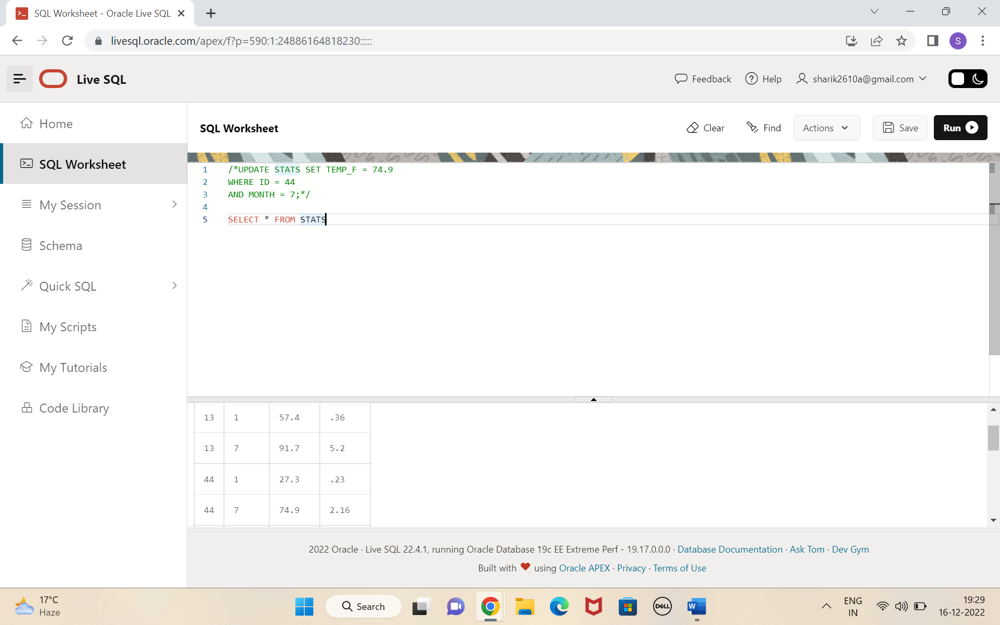 SQL Worksheet - Oracle Live SQL
livesql.oracle.com/apex/f?p=590:1:24886164818230:::::
S
Live SQL
Feedback
Help
sharik2610a@gmail.com
Home
SQL Worksheet
My Session
Schema
Quick SQL
My Scripts
My Tutorials
Code Library
SQL Worksheet
Clear
Find
Actions
Save
Run
1 /*UPDATE STATS SET TEMP_F = 74.9
2 WHERE ID = 44
3 AND MONTH = 7;*/
4
5 SELECT * FROM STATS
13 1 57.4 .36
13 7 91.7 5.2
44 1 27.3 .23
44 7 74.9 2.16
2022 Oracle · Live SQL 22.4.1, running Oracle Database 19c EE Extreme Perf - 19.17.0.0.0 · Database Documentation · Ask Tom · Dev Gym
Built with ❤ using Oracle APEX · Privacy · Terms of Use
17°C
Haze
Search
DELL
W
ENG
IN
19:29
16-12-2022